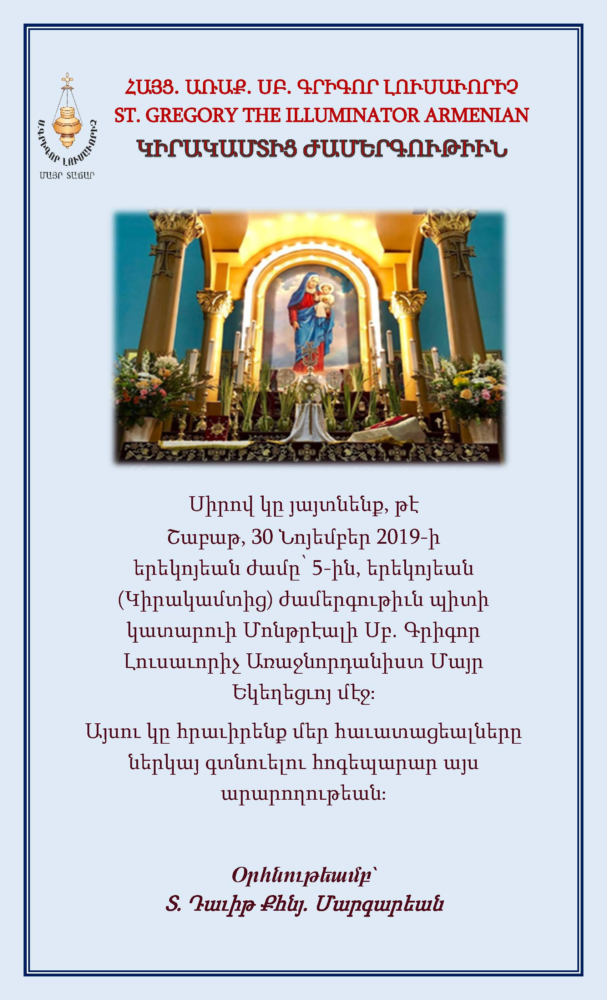 ՀԱՅՑ. ԱՌԱՔ. ՍԲ. ԳՐԻԳՈՐ ԼՈՒՍԱՒՈՐԻՉ
ST. GREGORY THE ILLUMINATOR ARMENIAN
ԿԻՐԱԿԱՄՏԻՑ ԺԱՄԵՐԳՈՒԹԻՒՆ
Ս.ԳՐԻԳՈՐ ԼՈՒՍԱՒՈՐԻՉ
ՄԱՅՐ ՏԱՃԱՐ
Սիրով կը յայտնենք, թէ
Շաբաթ, 30 Նոյեմբեր 2019-ի
երեկոյեան ժամը՝ 5-ին, երեկոյեան
(Կիրակամտից) ժամերգութիւն պիտի
կատարուի Մոնթրէալի Սբ. Գրիգոր
Լուսաւորիչ Առաջնորդանիստ Մայր
Եկեղեցւոյ մէջ։
Այսու կը հրաւիրենք մեր հաւատացեալները
ներկայ գտնուելու հոգեպարար այս
արարողութեան։
Օրհնութեամբ՝
Տ. Դաւիթ Քհնյ. Մարգարեան